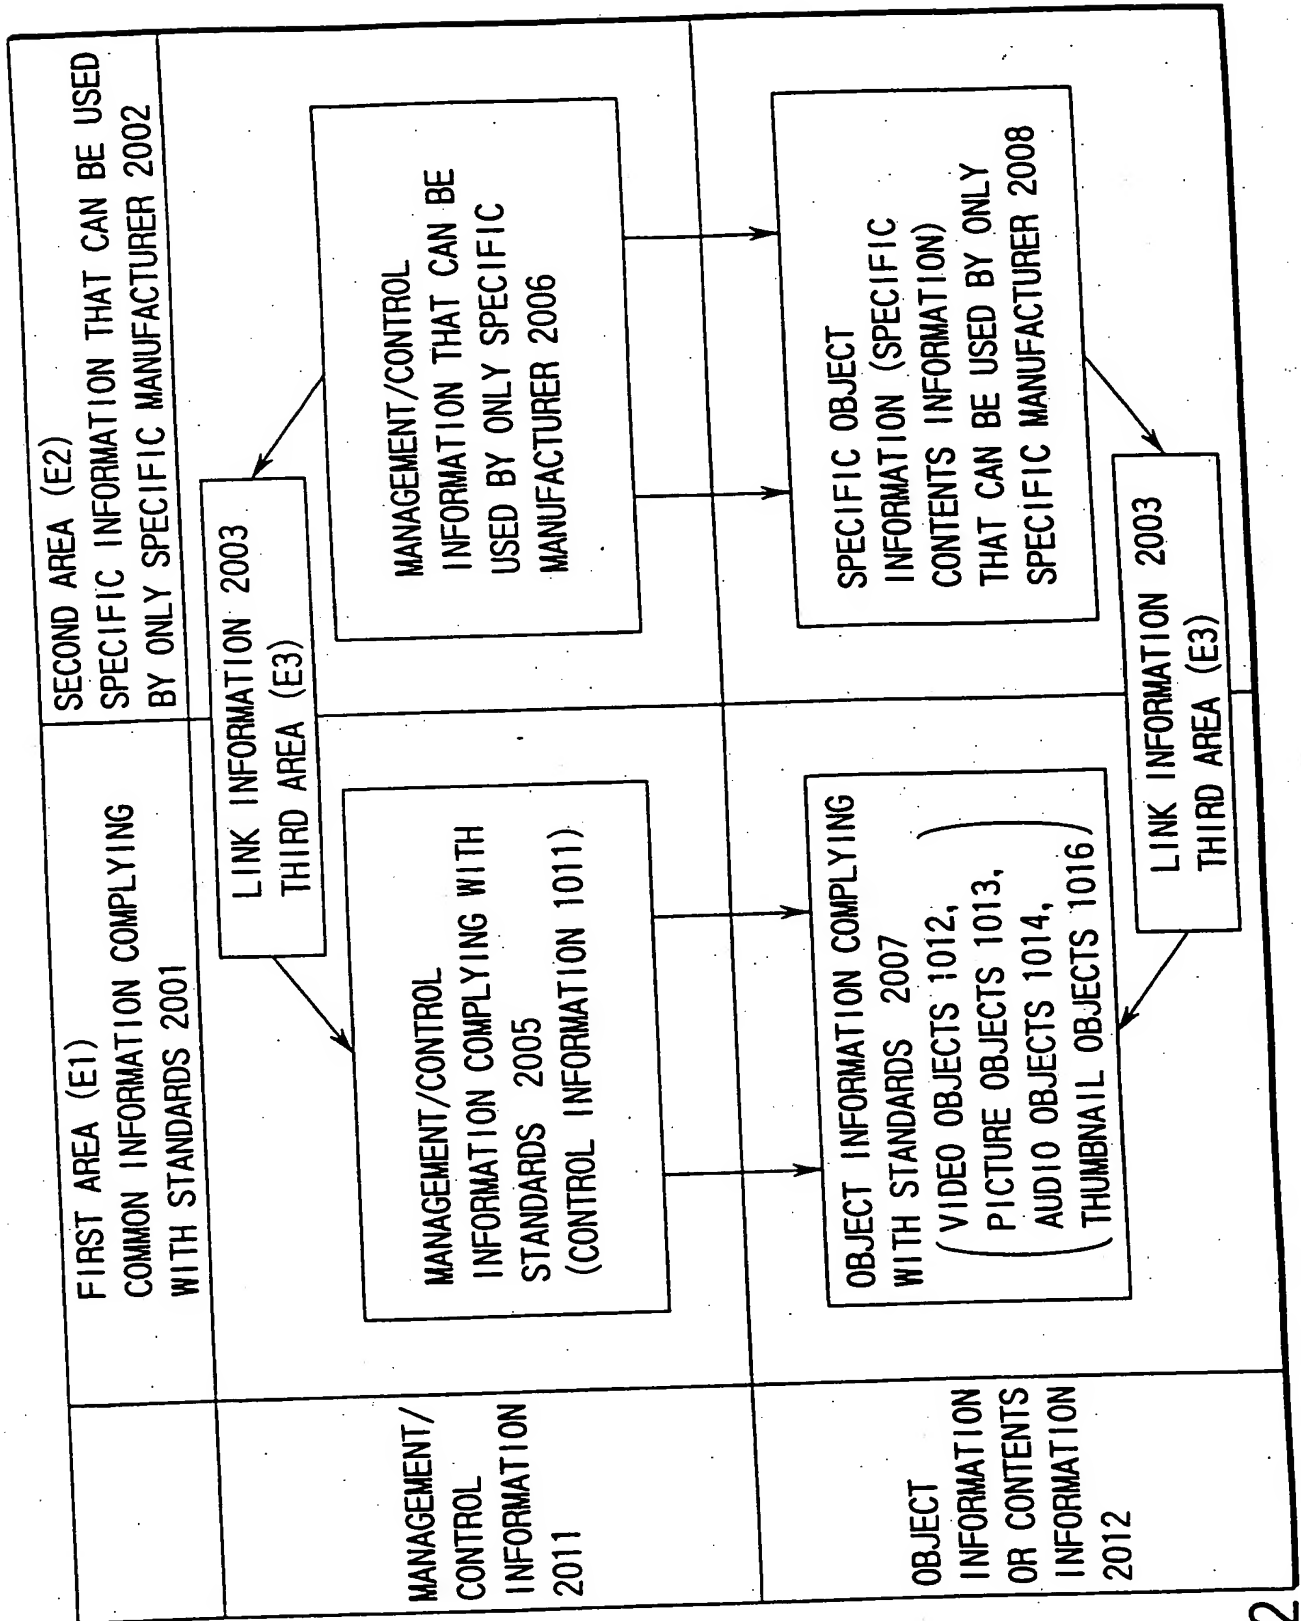 FIRST AREA (E1)
COMMON INFORMATION COMPLYING
WITH STANDARDS 2001
SECOND AREA (E2)
SPECIFIC INFORMATION THAT CAN BE USED
BY ONLY SPECIFIC MANUFACTURER 2002
MANAGEMENT/
CONTROL
INFORMATION
2011
LINK INFORMATION 2003
THIRD AREA (E3)
MANAGEMENT/CONTROL
INFORMATION COMPLYING WITH
STANDARDS 2005
(CONTROL INFORMATION 1011)
MANAGEMENT/CONTROL
INFORMATION THAT CAN BE
USED BY ONLY SPECIFIC
MANUFACTURER 2006
OBJECT
INFORMATION
OR CONTENTS
INFORMATION
2012
OBJECT INFORMATION COMPLYING
WITH STANDARDS 2007
(VIDEO OBJECTS 1012,
PICTURE OBJECTS 1013,
AUDIO OBJECTS 1014,
THUMBNAIL OBJECTS 1016)
SPECIFIC OBJECT
INFORMATION (SPECIFIC
CONTENTS INFORMATION)
THAT CAN BE USED BY ONLY
SPECIFIC MANUFACTURER 2008
LINK INFORMATION 2003
THIRD AREA (E3)
2